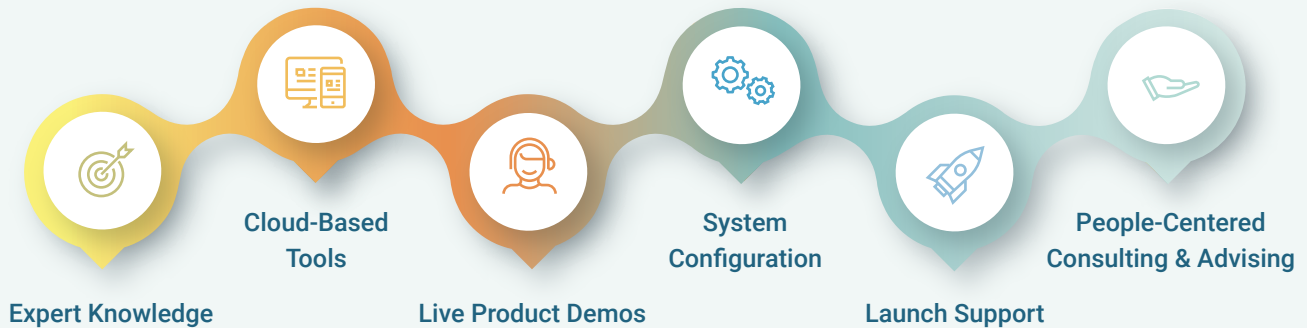 Expert Knowledge
Cloud-Based
Tools
Live Product Demos
System
Configuration
Launch Support
People-Centered
Consulting & Advising